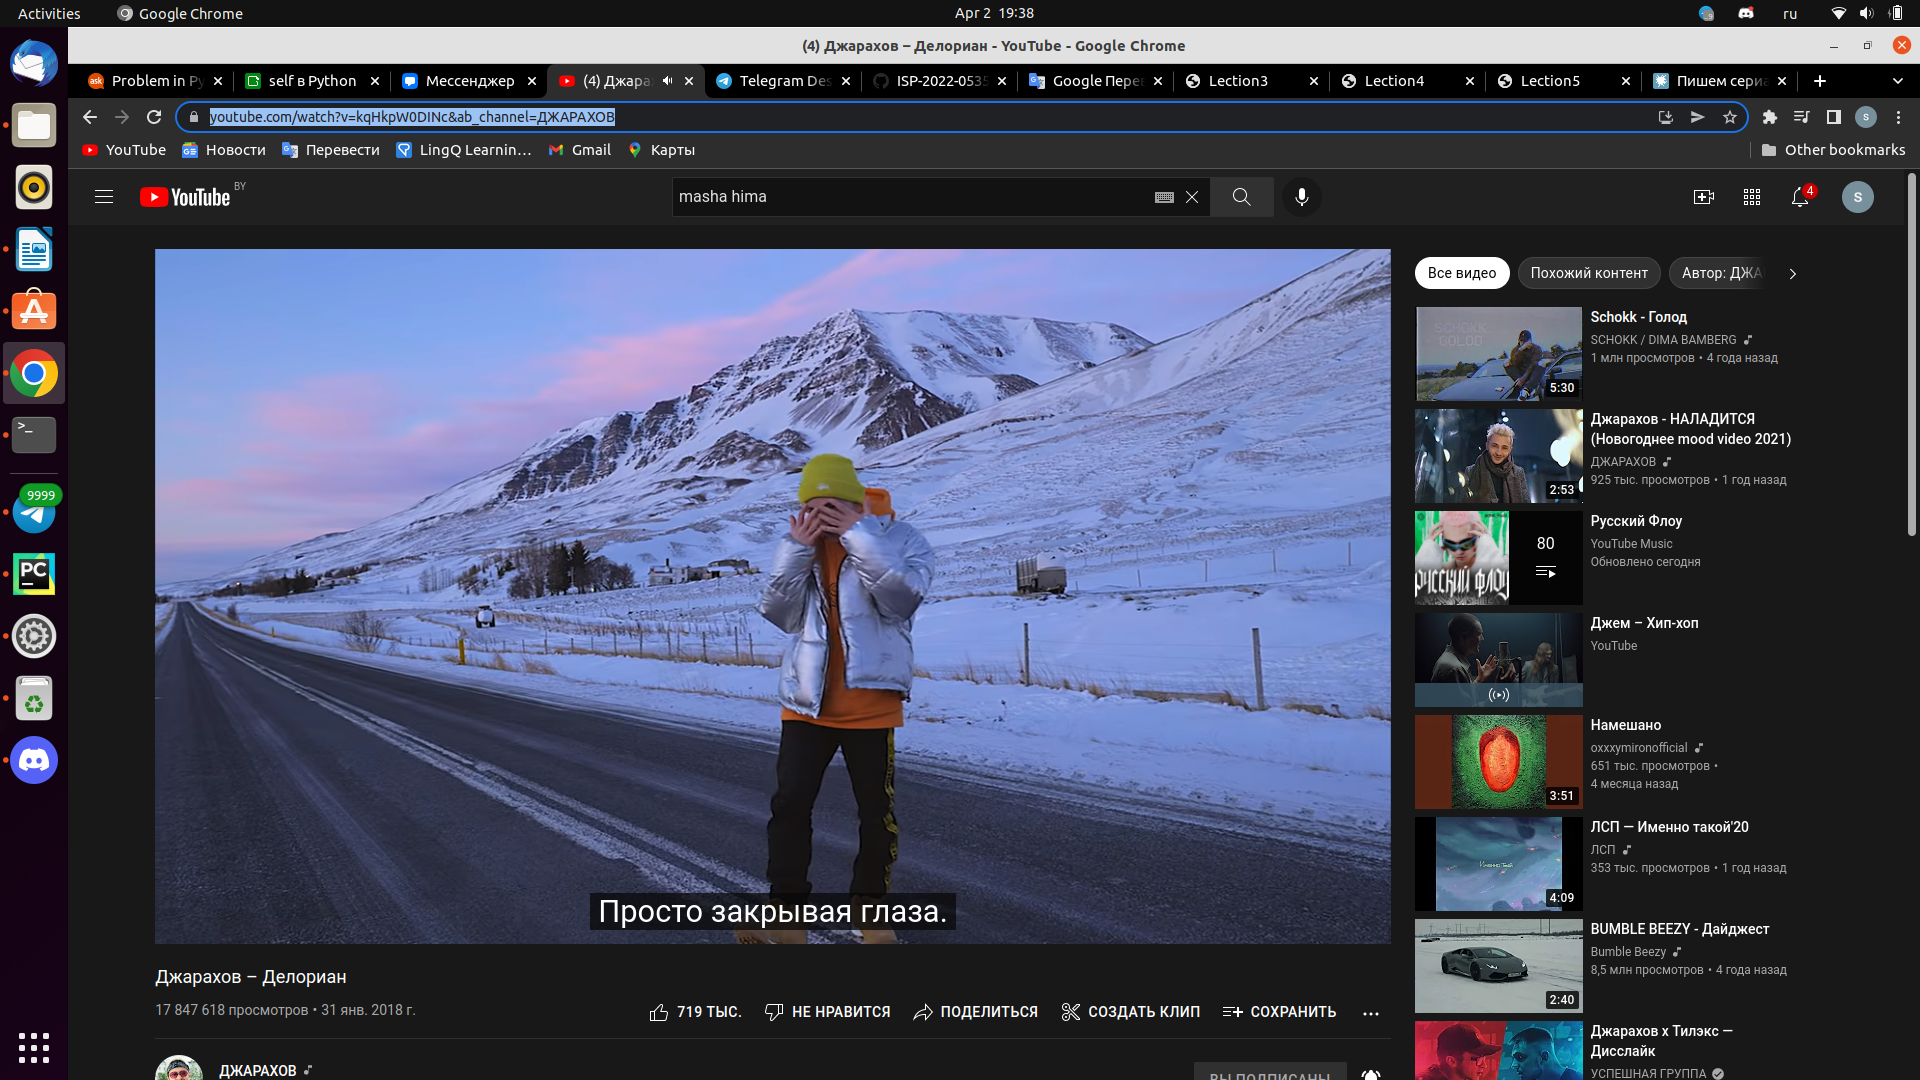 Activities
Google Chrome
Apr 2 19:38
ru
(4) Джарахов – Делориан - YouTube - Google Chrome
Problem in Py
self в Python
Мессенджер
(4) Джара
Telegram Des
ISP-2022-0535
Google Пере
Lection3
Lection4
Lection5
Пишем сери
youtube.com/watch?v=kqHkpW0DINc&ab_channel=ДЖАРАХОВ
YouTube
Новости
Перевести
LingQ Learnin…
Gmail
Карты
Other bookmarks
YouTube
BY
masha hima
4
S
Все видео
Похожий контент
Автор: ДЖА
Schokk - Голод
SCHOKK / DIMA BAMBERG
1 млн просмотров • 4 года назад
5:30
Джарахов - НАЛАДИТСЯ
(Новогоднее mood video 2021)
ДЖАРАХОВ
925 тыс. просмотров • 1 год назад
2:53
РУССКИЙ ФЛОУ
80
Русский Флоу
YouTube Music
Обновлено сегодня
Джем – Хип-хоп
YouTube
Намешано
oxxxymironofficial
651 тыс. просмотров •
4 месяца назад
3:51
ЛСП — Именно такой'20
ЛСП
353 тыс. просмотров • 1 год назад
4:09
BUMBLE BEEZY - Дайджест
Bumble Beezy
8,5 млн просмотров • 4 года назад
2:40
Джарахов x Тилэкс —
Дисслайк
УСПЕШНАЯ ГРУППА
9999
PC
Просто закрывая глаза.
Джарахов – Делориан
17 847 618 просмотров • 31 янв. 2018 г.
719 ТЫС.
НЕ НРАВИТСЯ
ПОДЕЛИТЬСЯ
СОЗДАТЬ КЛИП
СОХРАНИТЬ
ДЖАРАХОВ
ВЫ ПОДПИСАНЫ